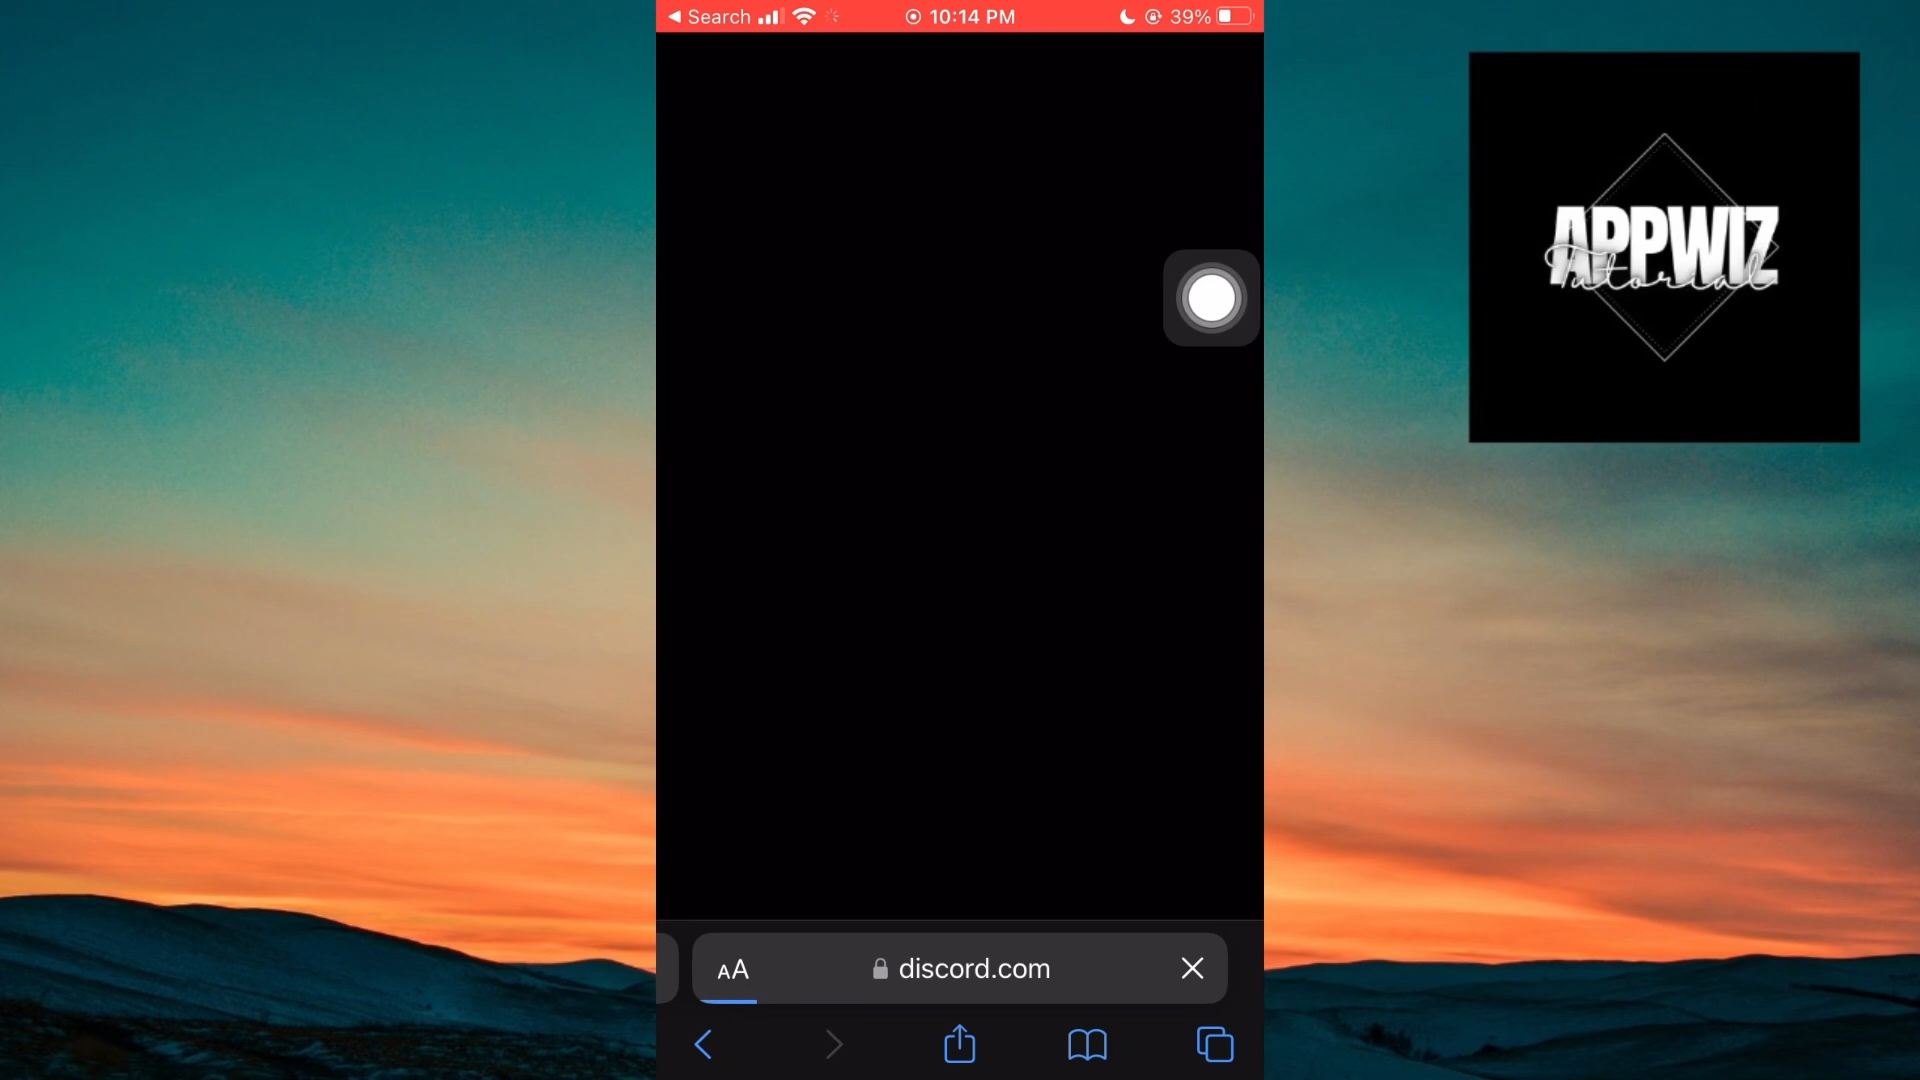 Search
10:14 PM
39%
APPWIZ
Tutorial
AA
discord.com